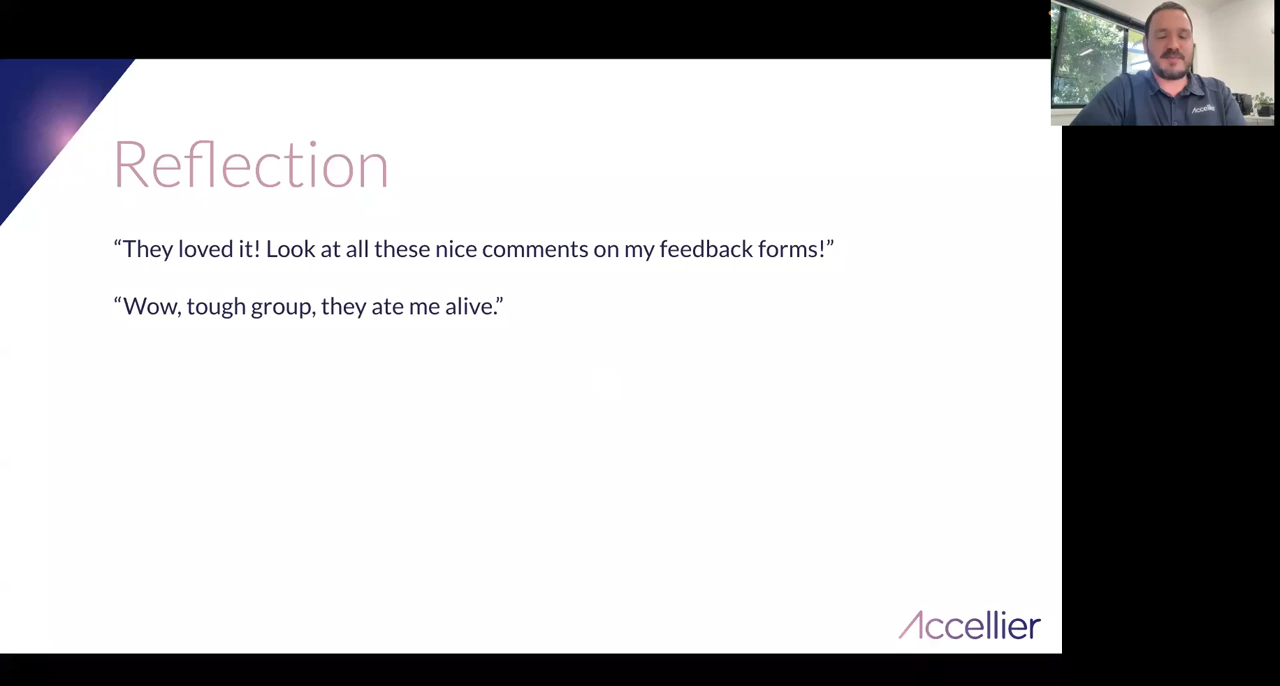 Reflection
“They loved it! Look at all these nice comments on my feedback forms!”
“Wow, tough group, they ate me alive.”
Accellier
Accellier